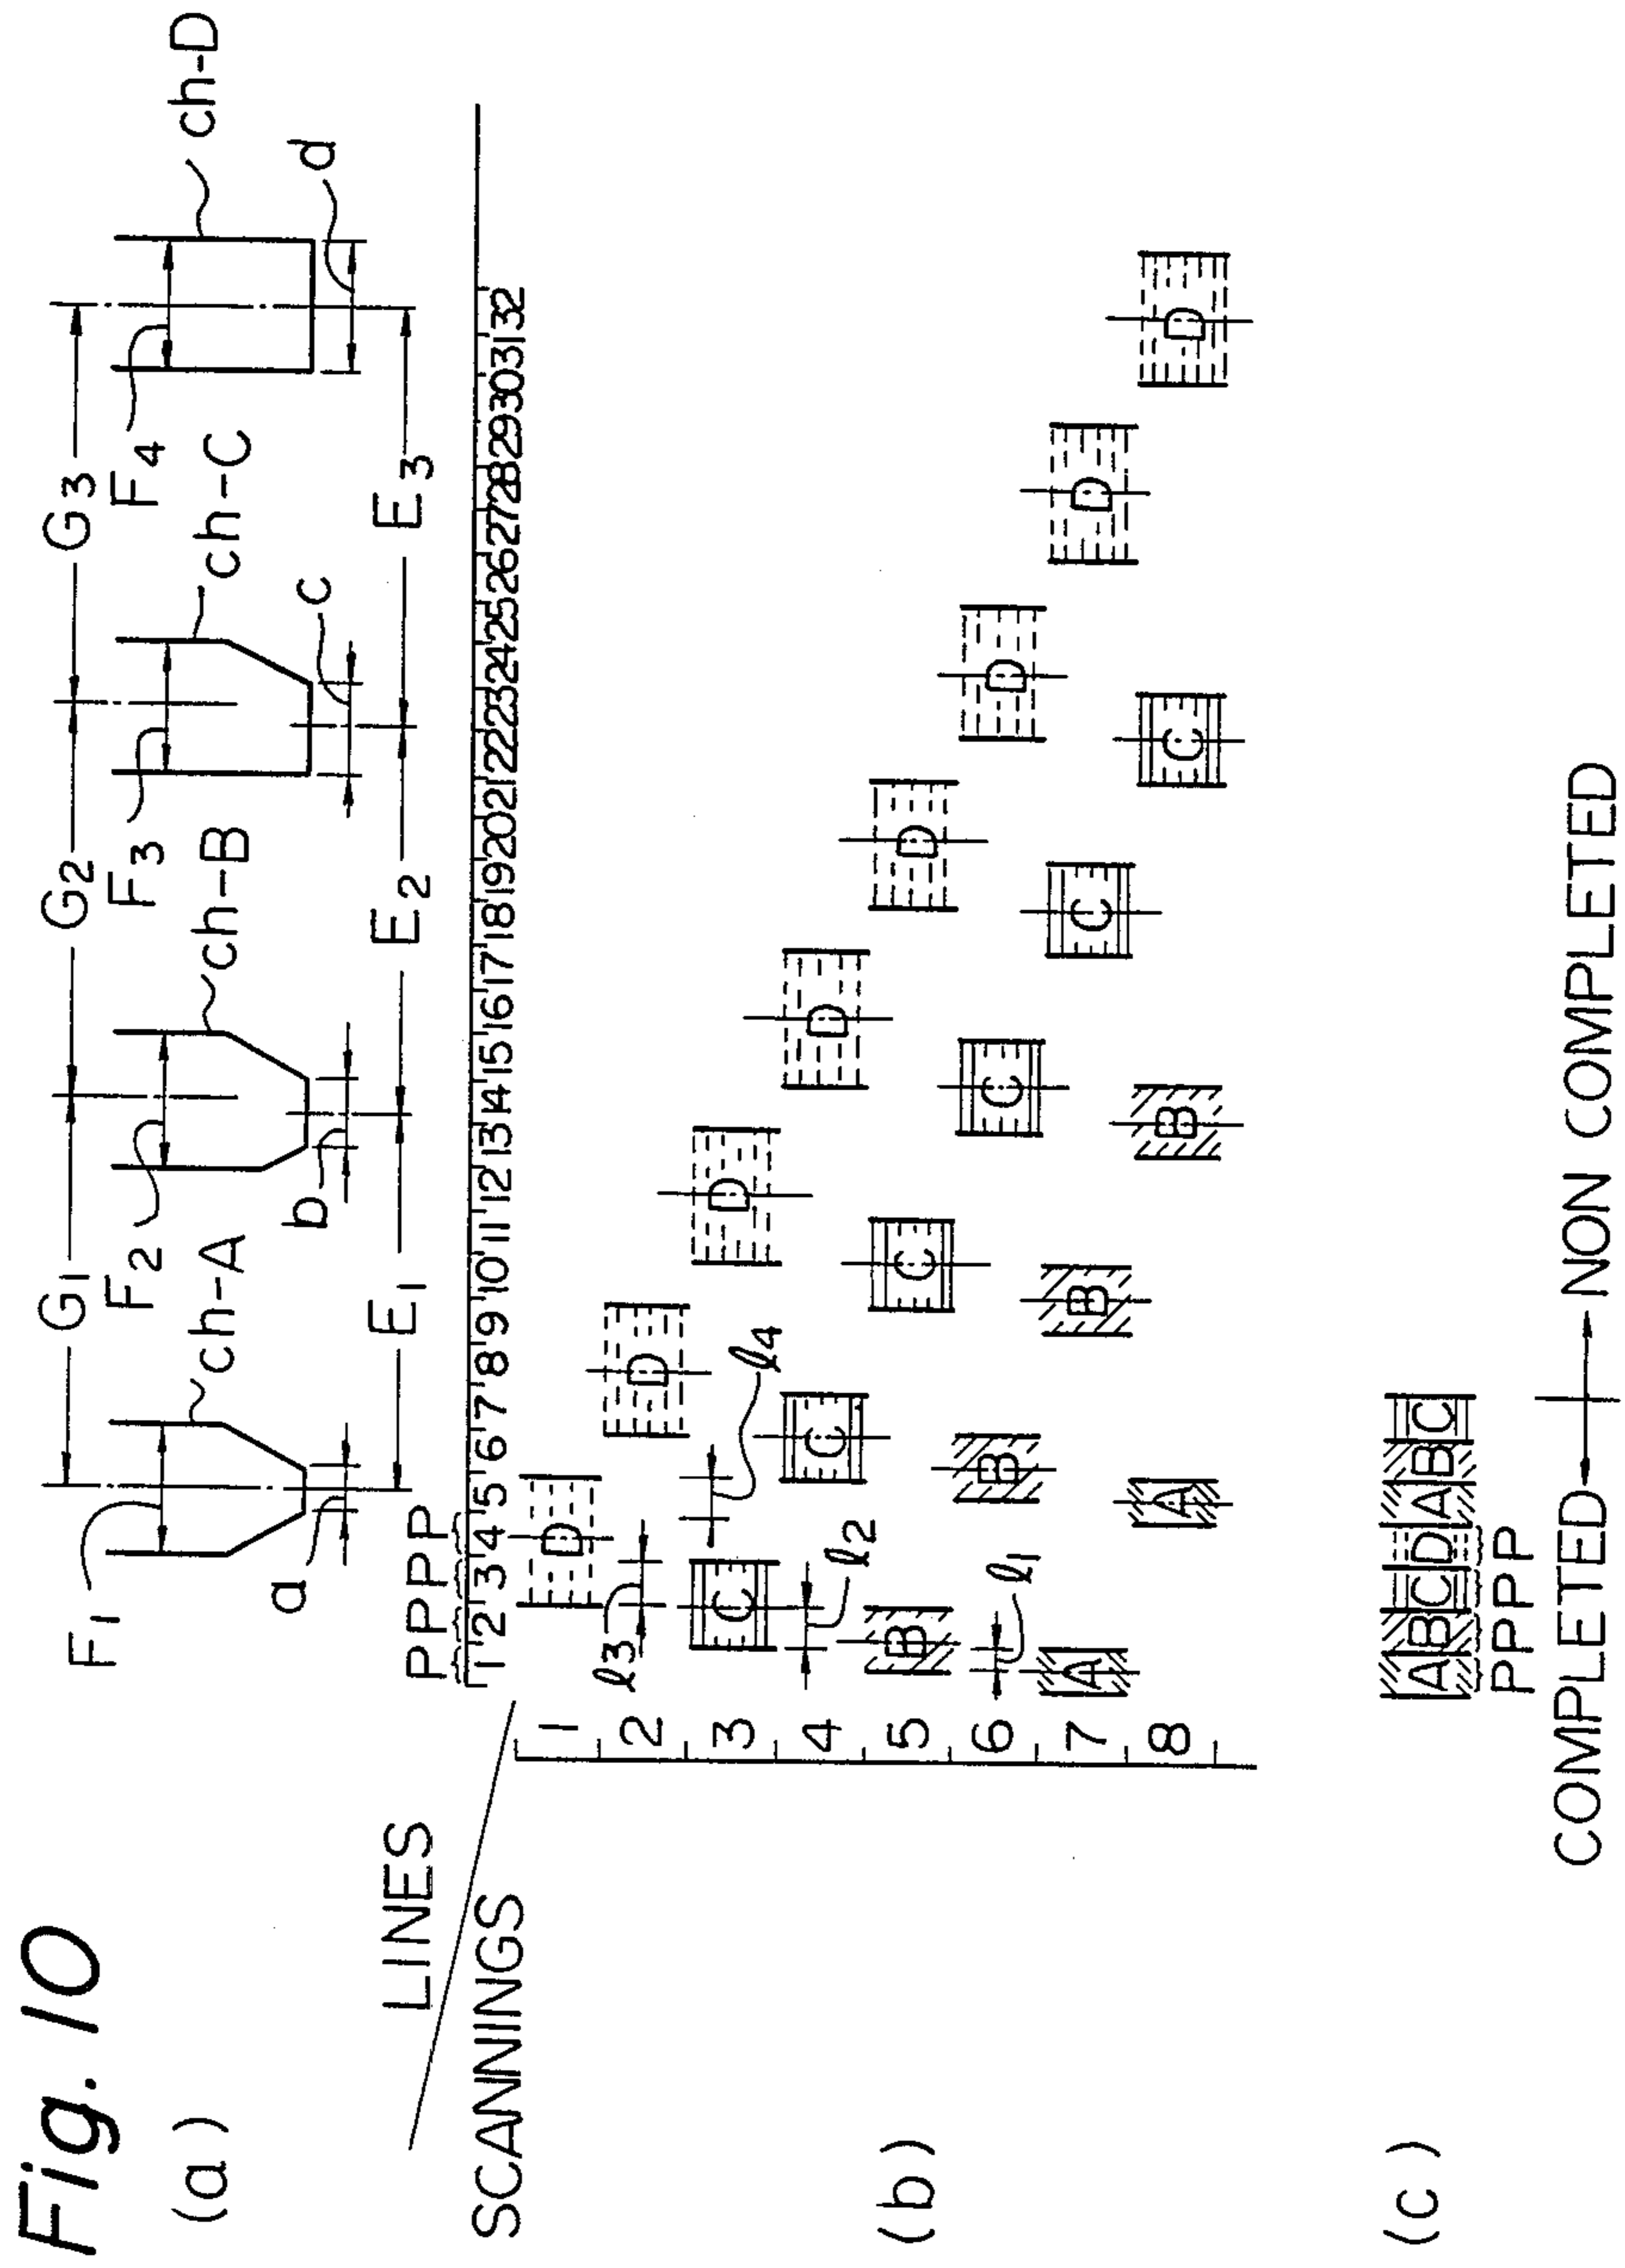 Fig. 10
(a)
G1 G2 G3
F1 F2 F3 F4
ch-A ch-B ch-C ch-D
a b c d
E1 E2 E3
LINES
P P P P
SCANNINGS
1 2 3 4 5 6 7 8 9 10 11 12 13 14 15 16 17 18 19 20 21 22 23 24 25 26 27 28 29 30 31 32
(b)
1 D
2 ℓ3 D
3 C ℓ4 D
4 ℓ2 C D
5 B C D
6 ℓ1 B C D
7 A B C D
8 A B C D
(c)
A B C D A B C
P P P P
COMPLETED NON COMPLETED